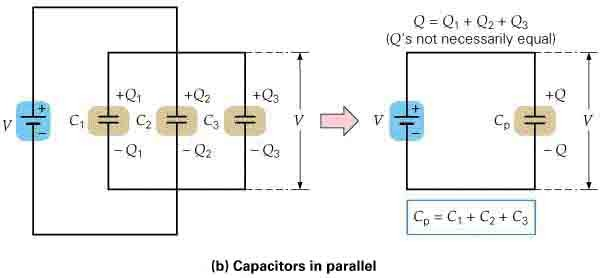 Q = Q₁ + Q₂ + Q₃
(Q's not necessarily equal)
+Q₁ +Q₂ +Q₃ +Q
V + − C₁ C₂ C₃ V V + − Cₚ V
−Q₁ −Q₂ −Q₃ −Q
Cₚ = C₁ + C₂ + C₃
(b) Capacitors in parallel